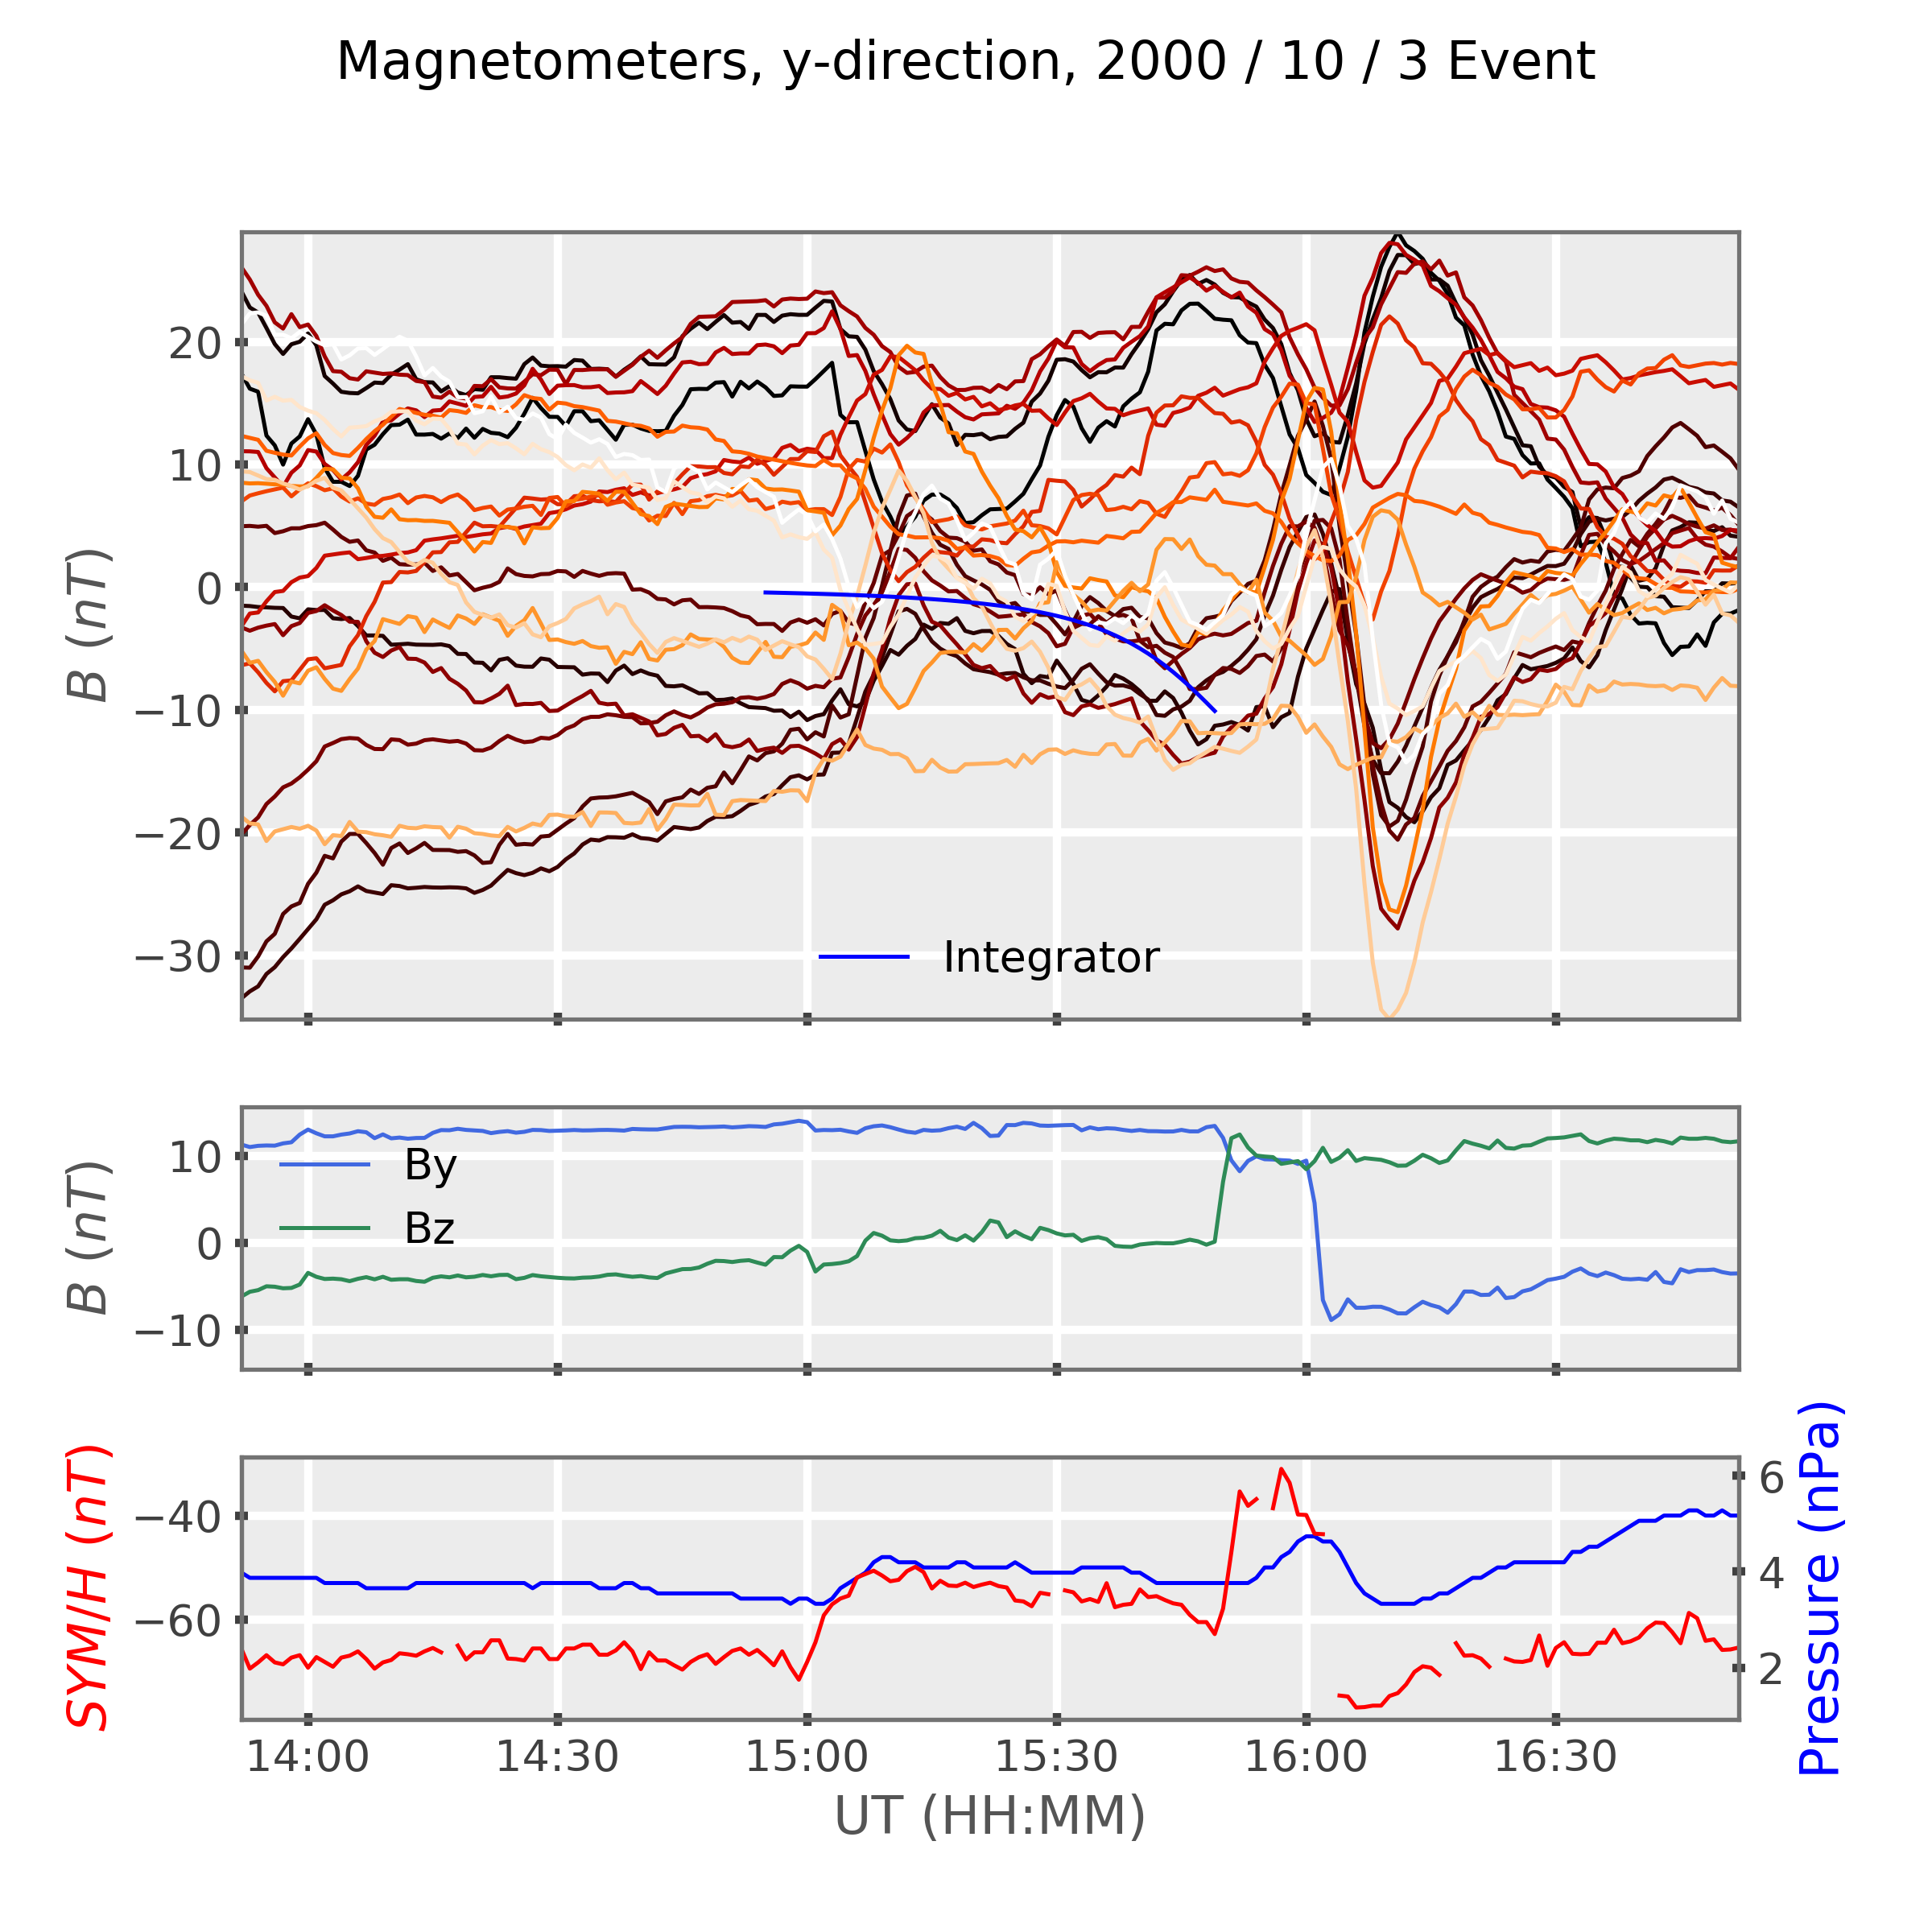 Magnetometers, y-direction, 2000 / 10 / 3 Event
B (nT)
20
10
0
−10
−20
−30
Integrator
B (nT)
10
0
−10
By
Bz
SYM/H (nT)
−40
−60
6
4
2
Pressure (nPa)
14:00 14:30 15:00 15:30 16:00 16:30
UT (HH:MM)